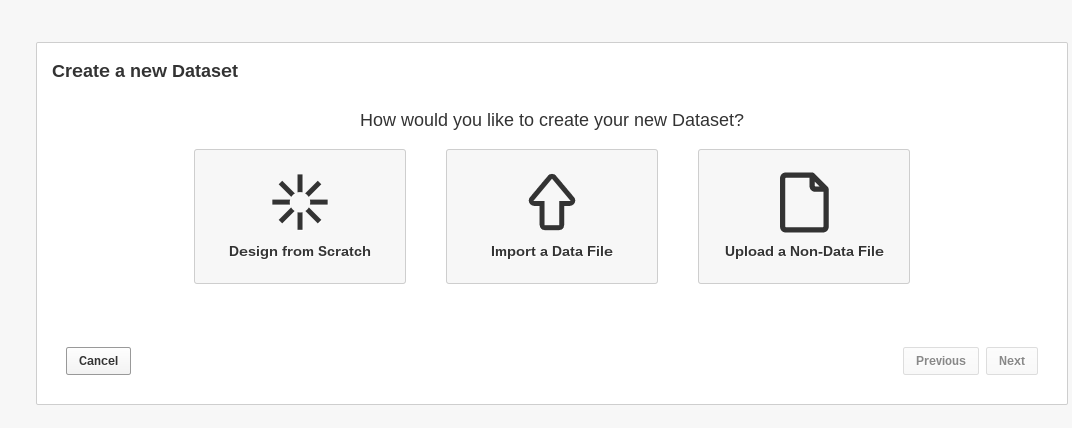 Create a new Dataset
How would you like to create your new Dataset?
Design from Scratch
Import a Data File
Upload a Non-Data File
Cancel
Previous
Next